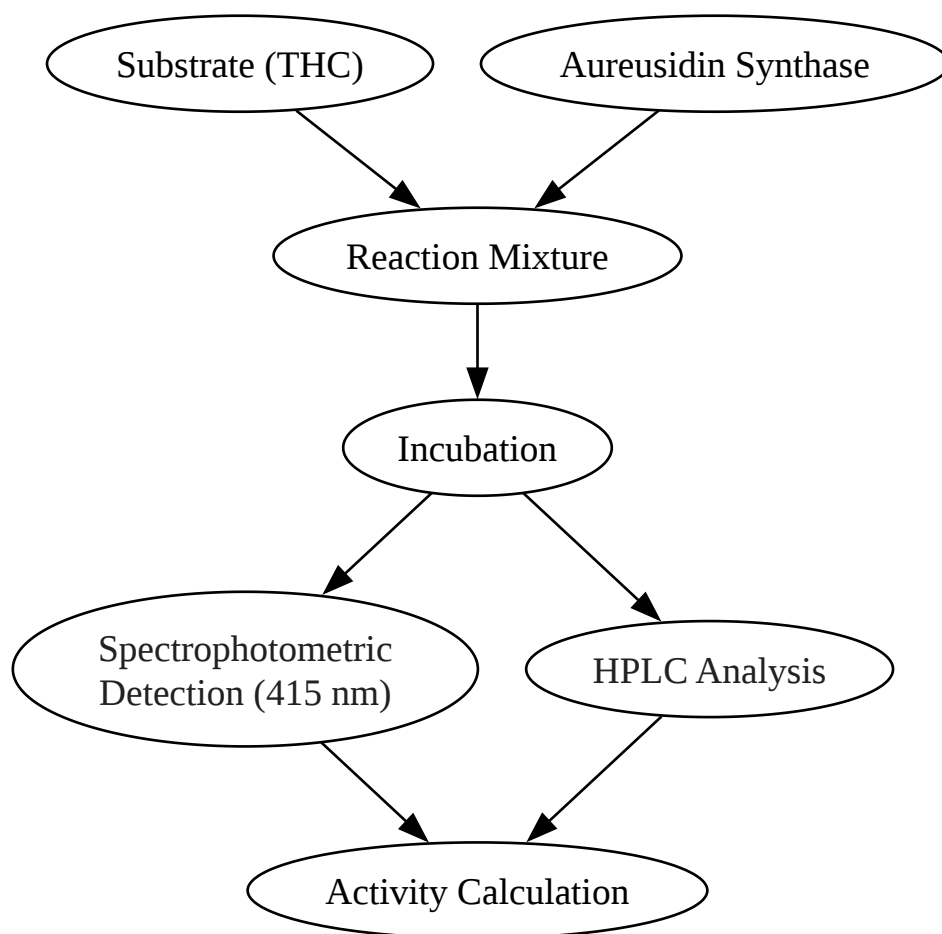 Substrate (THC)
Aureusidin Synthase
Reaction Mixture
Incubation
Spectrophotometric
Detection (415 nm)
HPLC Analysis
Activity Calculation